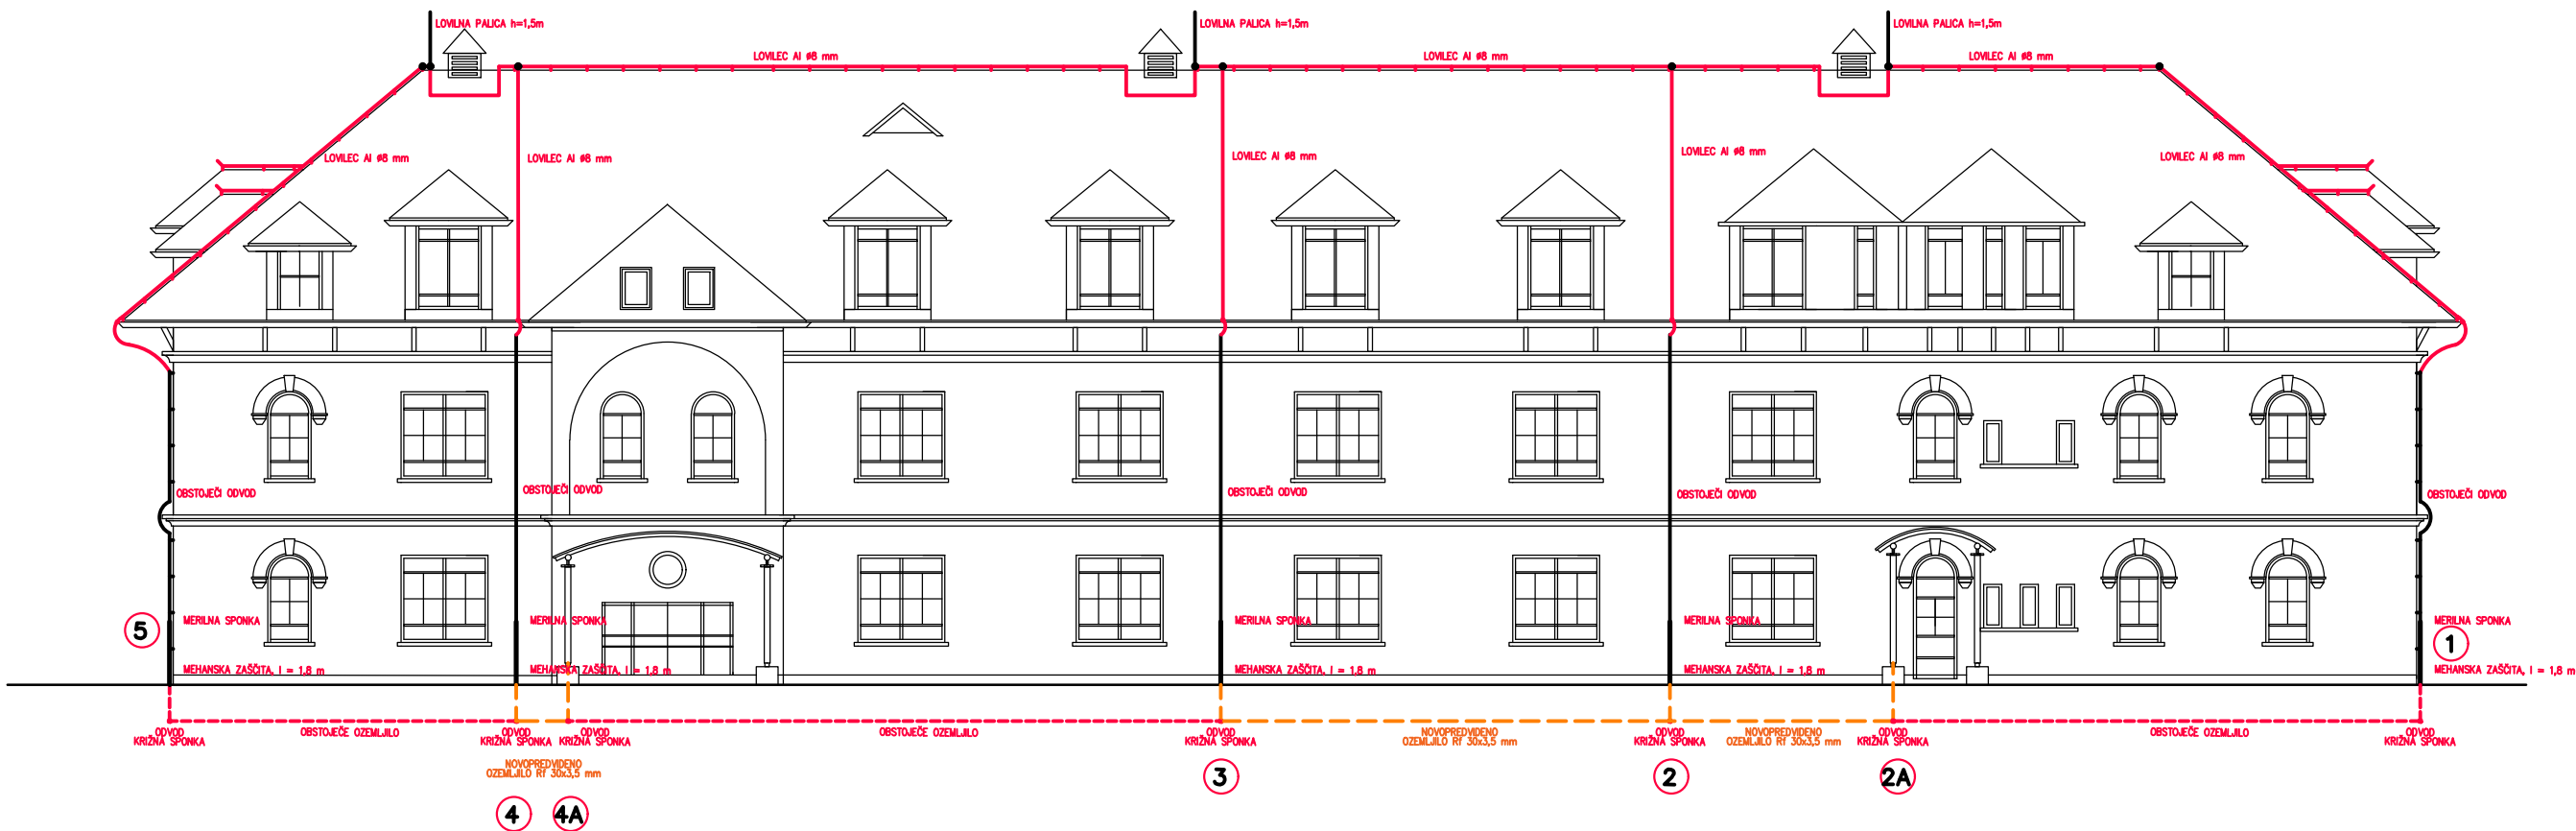 LOVILNA PALICA h=1,5m
LOVILNA PALICA h=1,5m
LOVILNA PALICA h=1,5m
LOVILEC Al ø8 mm
LOVILEC Al ø8 mm
LOVILEC Al ø8 mm
LOVILEC Al ø8 mm
LOVILEC Al ø8 mm
LOVILEC Al ø8 mm
LOVILEC Al ø8 mm
LOVILEC Al ø8 mm
OBSTOJEČI ODVOD
OBSTOJEČI ODVOD
OBSTOJEČI ODVOD
OBSTOJEČI ODVOD
OBSTOJEČI ODVOD
5
MERILNA SPONKA
MERILNA SPONKA
MERILNA SPONKA
MERILNA SPONKA
MERILNA SPONKA
1
MEHANSKA ZAŠČITA, l = 1,8 m
MEHANSKA ZAŠČITA, l = 1,8 m
MEHANSKA ZAŠČITA, l = 1,8 m
MEHANSKA ZAŠČITA, l = 1,8 m
MEHANSKA ZAŠČITA, l = 1,8 m
ODVOD
KRIŽNA SPONKA
OBSTOJEČE OZEMLJILO
ODVOD
KRIŽNA SPONKA
ODVOD
KRIŽNA SPONKA
OBSTOJEČE OZEMLJILO
ODVOD
KRIŽNA SPONKA
NOVOPREDVIDENO
OZEMLJILO Rf 30x3,5 mm
ODVOD
KRIŽNA SPONKA
NOVOPREDVIDENO
OZEMLJILO Rf 30x3,5 mm
ODVOD
KRIŽNA SPONKA
OBSTOJEČE OZEMLJILO
ODVOD
KRIŽNA SPONKA
NOVOPREDVIDENO
OZEMLJILO Rf 30x3,5 mm
3
2
2A
4
4A